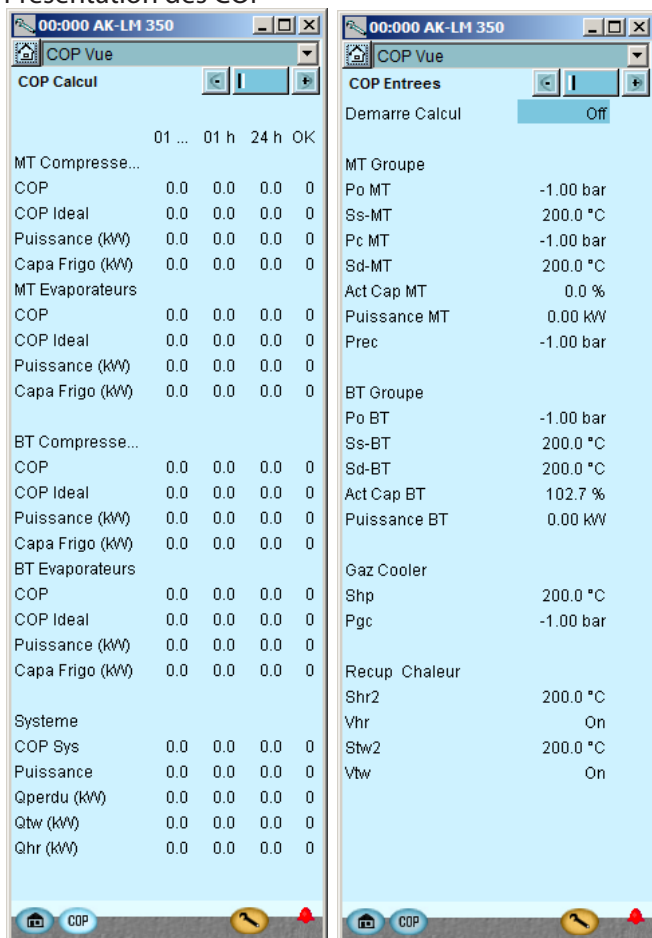 Présentation des COP
00:000 AK-LM 350
COP Vue
COP Calcul
01 ... 01 h 24 h OK
MT Compresse...
COP 0.0 0.0 0.0 0
COP Ideal 0.0 0.0 0.0 0
Puissance (kW) 0.0 0.0 0.0 0
Capa Frigo (kW) 0.0 0.0 0.0 0
MT Evaporateurs
COP 0.0 0.0 0.0 0
COP Ideal 0.0 0.0 0.0 0
Puissance (kW) 0.0 0.0 0.0 0
Capa Frigo (kW) 0.0 0.0 0.0 0
BT Compresse...
COP 0.0 0.0 0.0 0
COP Ideal 0.0 0.0 0.0 0
Puissance (kW) 0.0 0.0 0.0 0
Capa Frigo (kW) 0.0 0.0 0.0 0
BT Evaporateurs
COP 0.0 0.0 0.0 0
COP Ideal 0.0 0.0 0.0 0
Puissance (kW) 0.0 0.0 0.0 0
Capa Frigo (kW) 0.0 0.0 0.0 0
Systeme
COP Sys 0.0 0.0 0.0 0
Puissance 0.0 0.0 0.0 0
Qperdu (kW) 0.0 0.0 0.0 0
Qtw (kW) 0.0 0.0 0.0 0
Qhr (kW) 0.0 0.0 0.0 0
COP
00:000 AK-LM 350
COP Vue
COP Entrees
Demarre Calcul Off
MT Groupe
Po MT -1.00 bar
Ss-MT 200.0 °C
Pc MT -1.00 bar
Sd-MT 200.0 °C
Act Cap MT 0.0 %
Puissance MT 0.00 kW
Prec -1.00 bar
BT Groupe
Po BT -1.00 bar
Ss-BT 200.0 °C
Sd-BT 200.0 °C
Act Cap BT 102.7 %
Puissance BT 0.00 kW
Gaz Cooler
Shp 200.0 °C
Pgc -1.00 bar
Recup Chaleur
Shr2 200.0 °C
Vhr On
Stw2 200.0 °C
Vtw On
COP